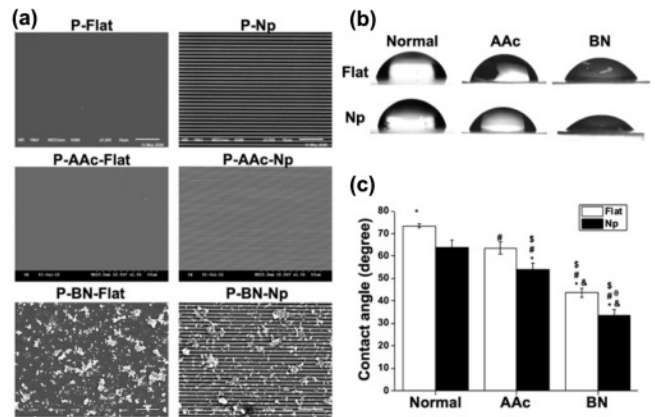 (a)
P-Flat
P-Np
P-AAc-Flat
P-AAc-Np
P-BN-Flat
P-BN-Np
(b)
Normal AAc BN
Flat
Np
(c)
Contact angle (degree)
80
70
60
50
40
30
20
10
0
Flat
Np
*
#
$
#
*
$
#
* &
$
# @
* &
Normal AAc BN